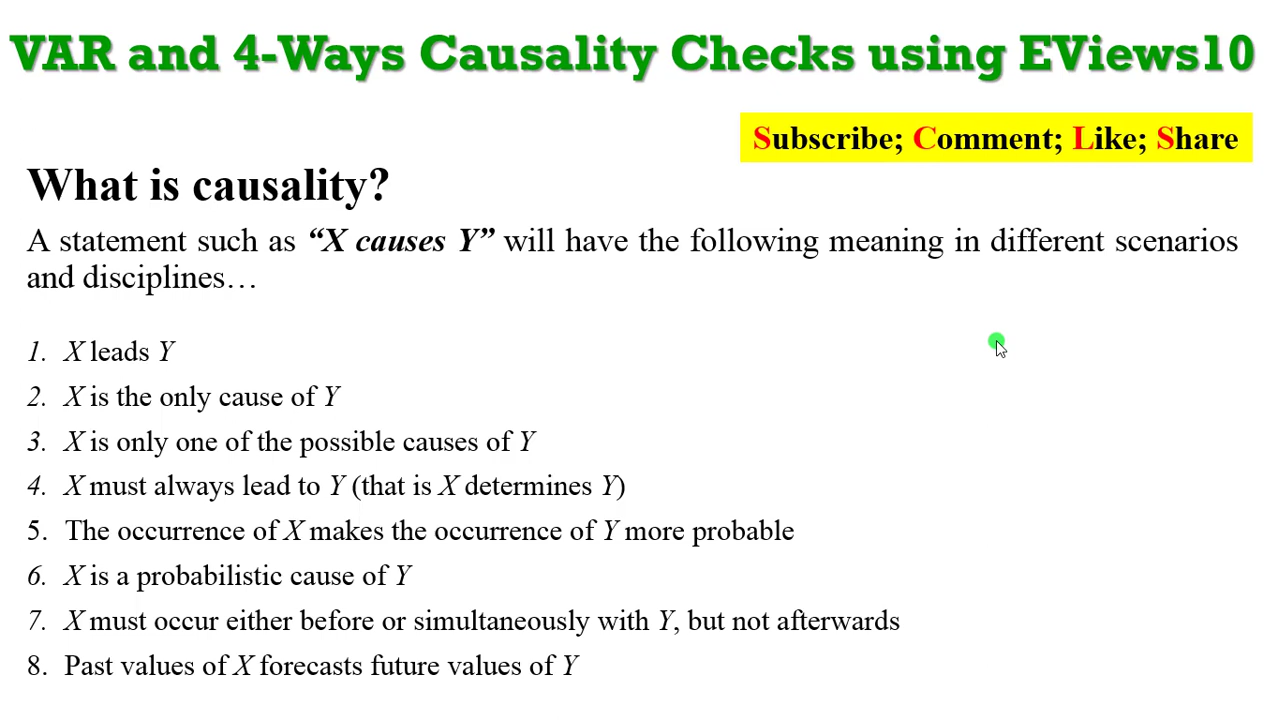 VAR and 4-Ways Causality Checks using EViews10
Subscribe; Comment; Like; Share
What is causality?
A statement such as “X causes Y” will have the following meaning in different scenarios
and disciplines…
1. X leads Y
2. X is the only cause of Y
3. X is only one of the possible causes of Y
4. X must always lead to Y (that is X determines Y)
5. The occurrence of X makes the occurrence of Y more probable
6. X is a probabilistic cause of Y
7. X must occur either before or simultaneously with Y, but not afterwards
8. Past values of X forecasts future values of Y